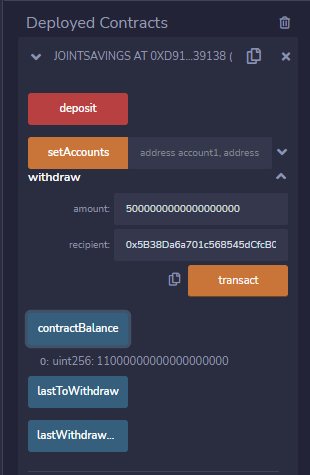 Deployed Contracts
JOINTSAVINGS AT 0XD91...39138 (
deposit
setAccounts
address account1, address
withdraw
amount:
5000000000000000000
recipient:
0x5B38Da6a701c568545dCfcB0
transact
contractBalance
0: uint256: 11000000000000000000
lastToWithdraw
lastWithdraw...